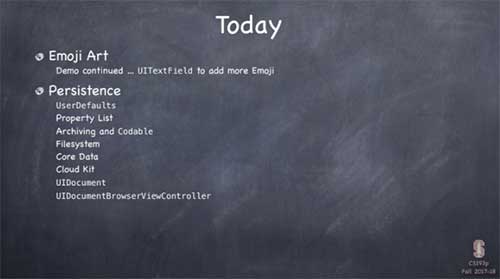 Today
Emoji Art
Demo continued ... UITextField to add more Emoji
Persistence
UserDefaults
Property List
Archiving and Codable
Filesystem
Core Data
Cloud Kit
UIDocument
UIDocumentBrowserViewController
CS193p
Fall 2017-18